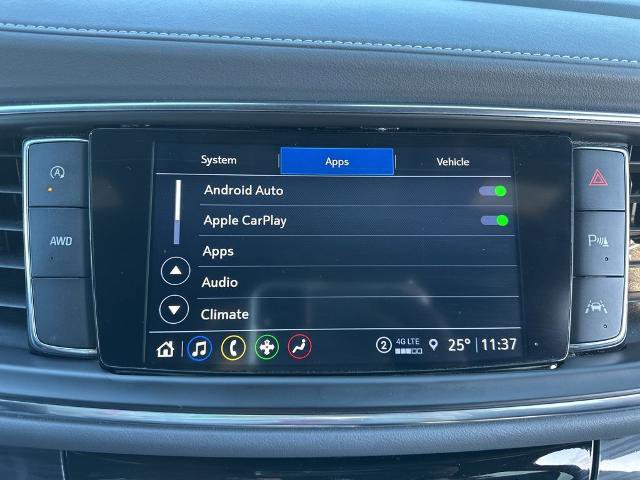 System Apps Vehicle
Android Auto
Apple CarPlay
AWD
Apps
Audio
Climate
2 4G LTE 25° 11:37
A
P